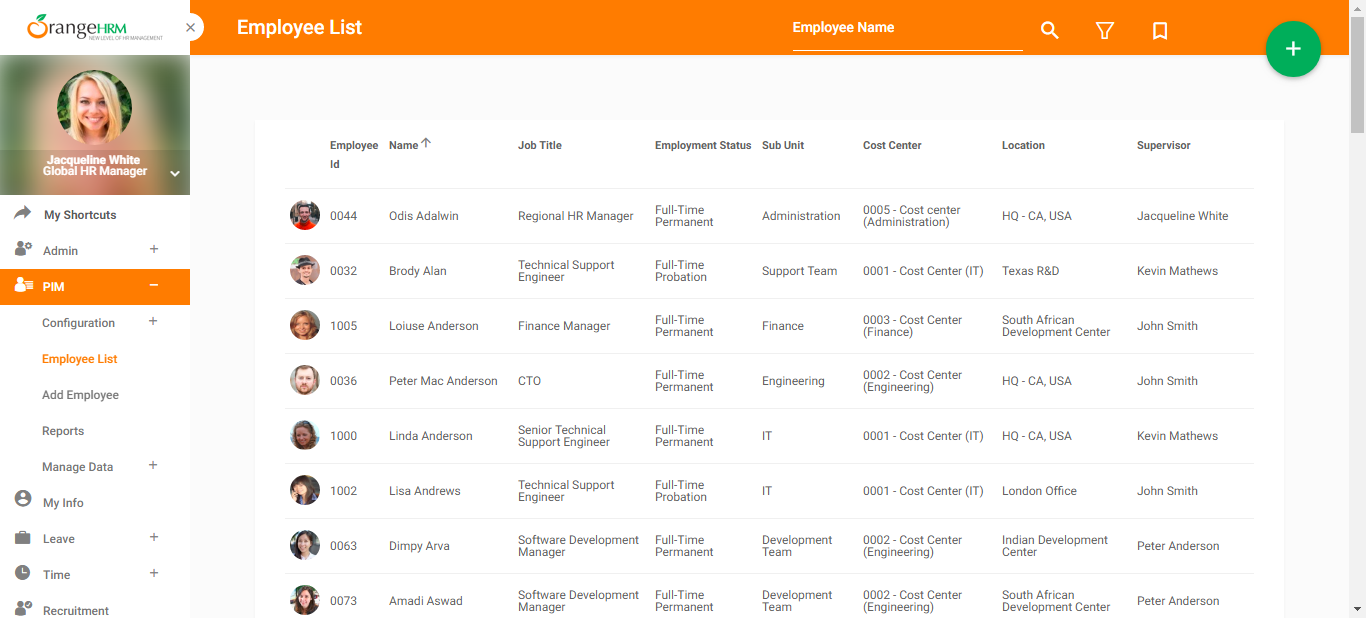 OrangeHRM
NEW LEVEL OF HR MANAGEMENT
Employee List
Employee Name
Jacqueline White
Global HR Manager
My Shortcuts
Admin
PIM
Configuration
Employee List
Add Employee
Reports
Manage Data
My Info
Leave
Time
Recruitment
Employee Id Name Job Title Employment Status Sub Unit Cost Center Location Supervisor
0044 Odis Adalwin Regional HR Manager Full-Time Permanent Administration 0005 - Cost center (Administration) HQ - CA, USA Jacqueline White
0032 Brody Alan Technical Support Engineer Full-Time Probation Support Team 0001 - Cost Center (IT) Texas R&D Kevin Mathews
1005 Loiuse Anderson Finance Manager Full-Time Permanent Finance 0003 - Cost Center (Finance) South African Development Center John Smith
0036 Peter Mac Anderson CTO Full-Time Permanent Engineering 0002 - Cost Center (Engineering) HQ - CA, USA John Smith
1000 Linda Anderson Senior Technical Support Engineer Full-Time Permanent IT 0001 - Cost Center (IT) HQ - CA, USA Kevin Mathews
1002 Lisa Andrews Technical Support Engineer Full-Time Probation IT 0001 - Cost Center (IT) London Office John Smith
0063 Dimpy Arva Software Development Manager Full-Time Permanent Development Team 0002 - Cost Center (Engineering) Indian Development Center Peter Anderson
0073 Amadi Aswad Software Development Manager Full-Time Permanent Development Team 0002 - Cost Center (Engineering) South African Development Center Peter Anderson